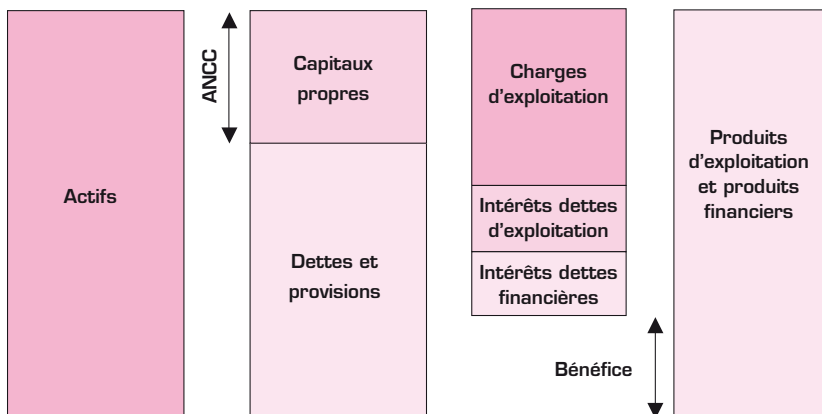 Actifs
ANCC
Capitaux
propres
Dettes et
provisions
Charges
d'exploitation
Intérêts dettes
d'exploitation
Intérêts dettes
financières
Bénéfice
Produits
d'exploitation
et produits
financiers